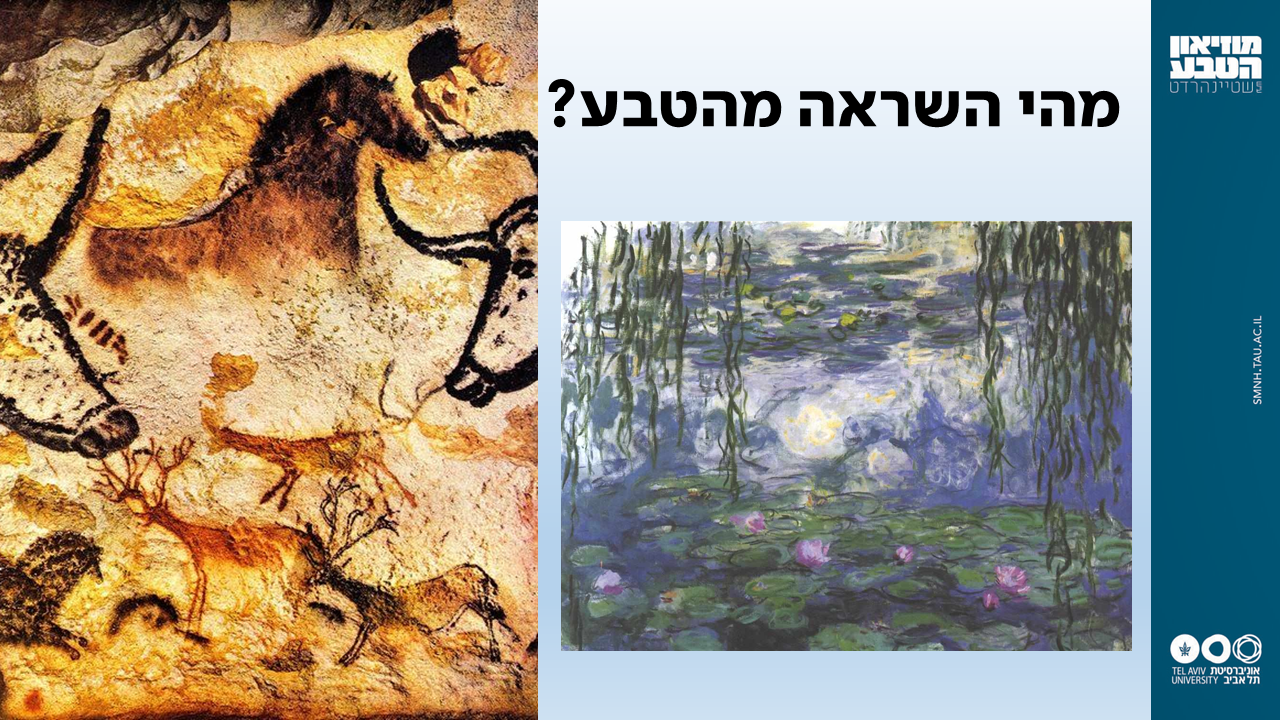 מהי השראה מהטבע?
מוזיאון
הטבע
ע״ש שטיינהרדט
SMNH.TAU.AC.IL
TEL AVIV אוניברסיטת
UNIVERSITY תל אביב